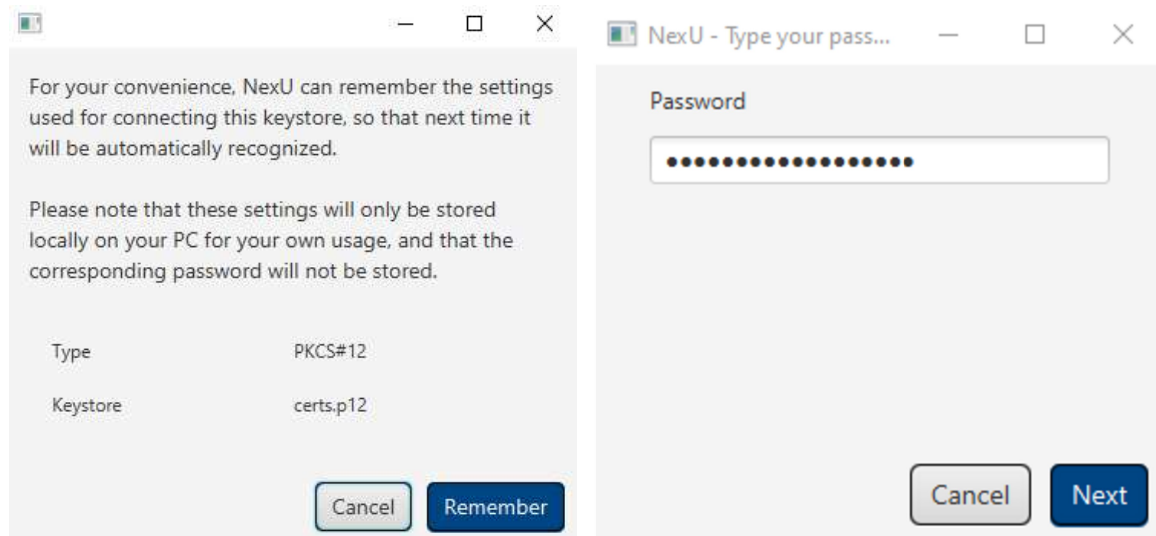 For your convenience, NexU can remember the settings
used for connecting this keystore, so that next time it
will be automatically recognized.
Please note that these settings will only be stored
locally on your PC for your own usage, and that the
corresponding password will not be stored.
Type PKCS#12
Keystore certs.p12
Cancel Remember
NexU - Type your pass...
Password
Cancel Next